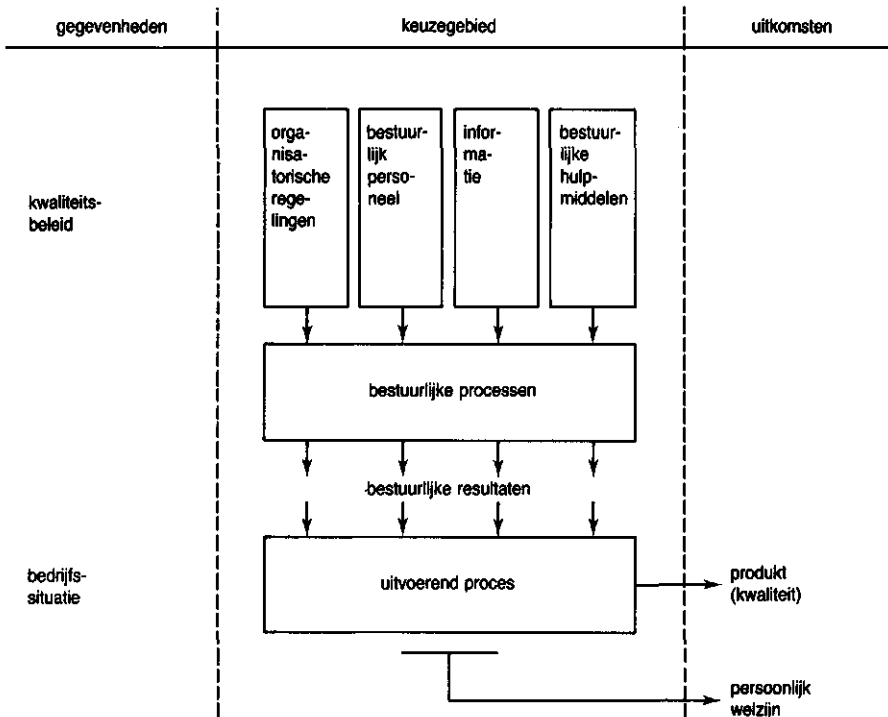 gegevenheden
keuzegebied
uitkomsten
kwaliteits-
beleid
orga-
nisa-
torische
rege-
lingen
bestuur-
lijk
perso-
neel
infor-
ma-
tie
bestuur-
lijke
hulp-
middelen
bestuurlijke processen
bestuurlijke resultaten
bedrijfs-
situatie
uitvoerend proces
produkt
(kwaliteit)
persoonlijk
welzijn